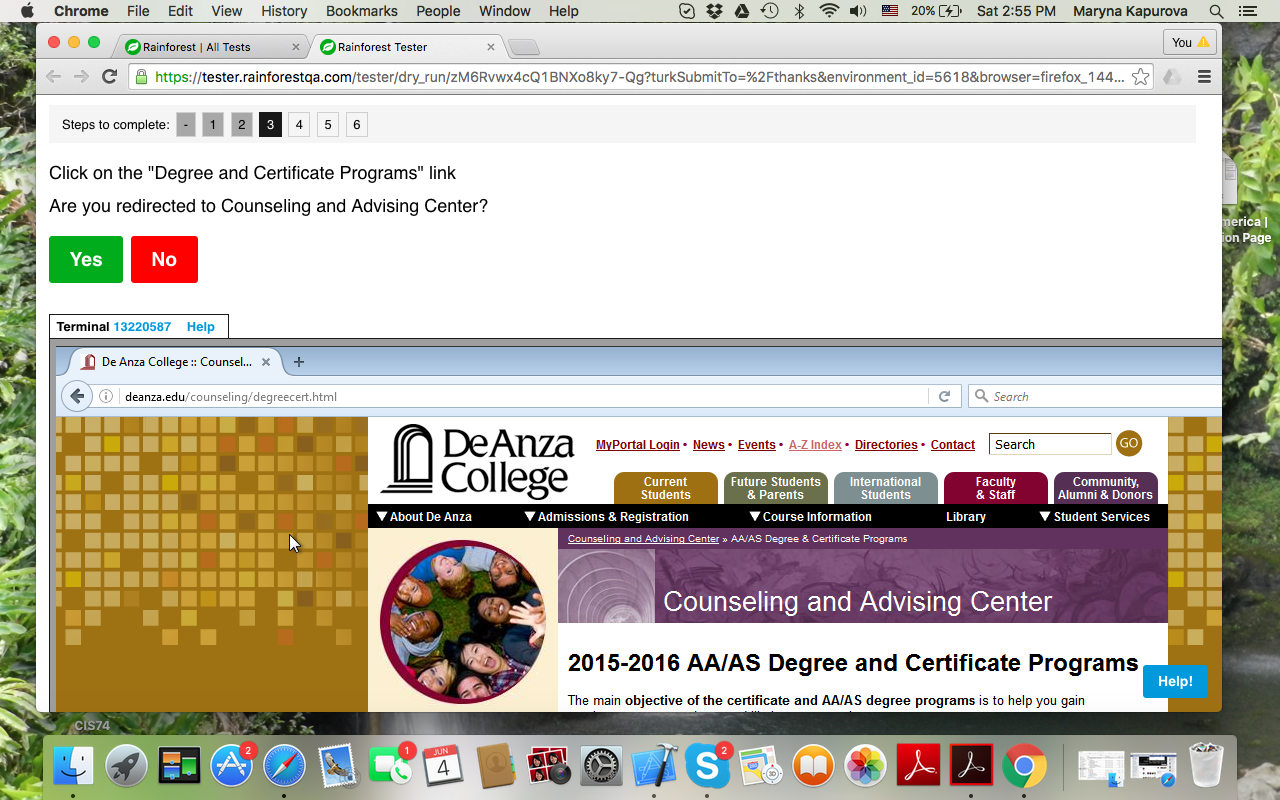 Chrome File Edit View History Bookmarks People Window Help 20% Sat 2:55 PM Maryna Kapurova
Rainforest | All Tests Rainforest Tester You
https://tester.rainforestqa.com/tester/dry_run/zM6Rvwx4cQ1BNXo8ky7-Qg?turkSubmitTo=%2Fthanks&environment_id=5618&browser=firefox_144...
Steps to complete: - 1 2 3 4 5 6
Click on the "Degree and Certificate Programs" link
Are you redirected to Counseling and Advising Center?
Yes No
merica |
ion Page
Terminal 13220587 Help
De Anza College :: Counsel...
deanza.edu/counseling/degreecert.html Search
De Anza College
MyPortal Login • News • Events • A-Z Index • Directories • Contact Search GO
Current Students Future Students & Parents International Students Faculty & Staff Community, Alumni & Donors
▼About De Anza ▼Admissions & Registration ▼Course Information Library ▼Student Services
Counseling and Advising Center » AA/AS Degree & Certificate Programs
Counseling and Advising Center
2015-2016 AA/AS Degree and Certificate Programs
Help!
The main objective of the certificate and AA/AS degree programs is to help you gain
CIS74
2 1 JUN 4 2